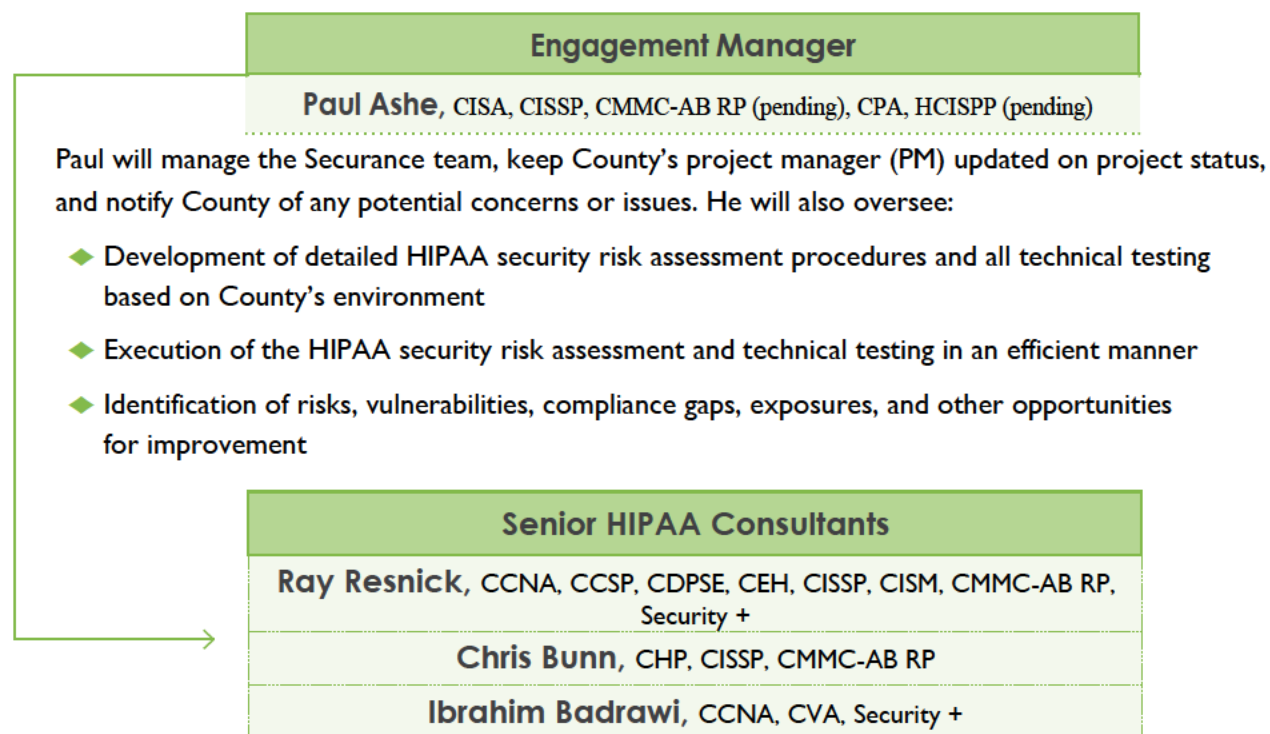 Engagement Manager
Paul Ashe, CISA, CISSP, CMMC-AB RP (pending), CPA, HCISPP (pending)
Paul will manage the Securance team, keep County’s project manager (PM) updated on project status,
and notify County of any potential concerns or issues. He will also oversee:
Development of detailed HIPAA security risk assessment procedures and all technical testing
based on County’s environment
Execution of the HIPAA security risk assessment and technical testing in an efficient manner
Identification of risks, vulnerabilities, compliance gaps, exposures, and other opportunities
for improvement
Senior HIPAA Consultants
Ray Resnick, CCNA, CCSP, CDPSE, CEH, CISSP, CISM, CMMC-AB RP,
Security +
Chris Bunn, CHP, CISSP, CMMC-AB RP
Ibrahim Badrawi, CCNA, CVA, Security +